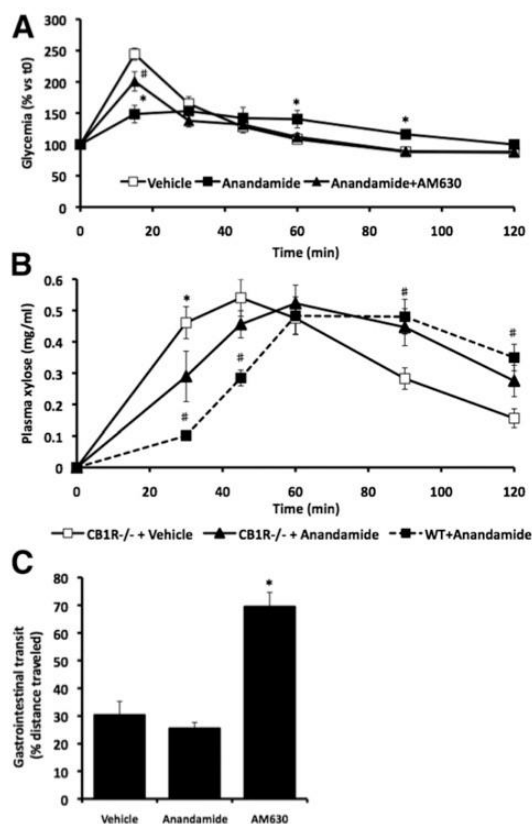 A
300
250
200
150
100
50
0
Glycemia (% vs t0)
#
*
*
*
Vehicle Anandamide Anandamide+AM630
0 20 40 60 80 100 120
Time (min)
B
0.6
0.5
0.4
0.3
0.2
0.1
0
Plasma xylose (mg/ml)
*
#
#
#
#
0 20 40 60 80 100 120
Time (min)
CB1R-/- + Vehicle CB1R-/- + Anandamide WT+Anandamide
C
80
70
60
50
40
30
20
10
0
Gastrointestinal transit
(% distance traveled)
*
Vehicle Anandamide AM630